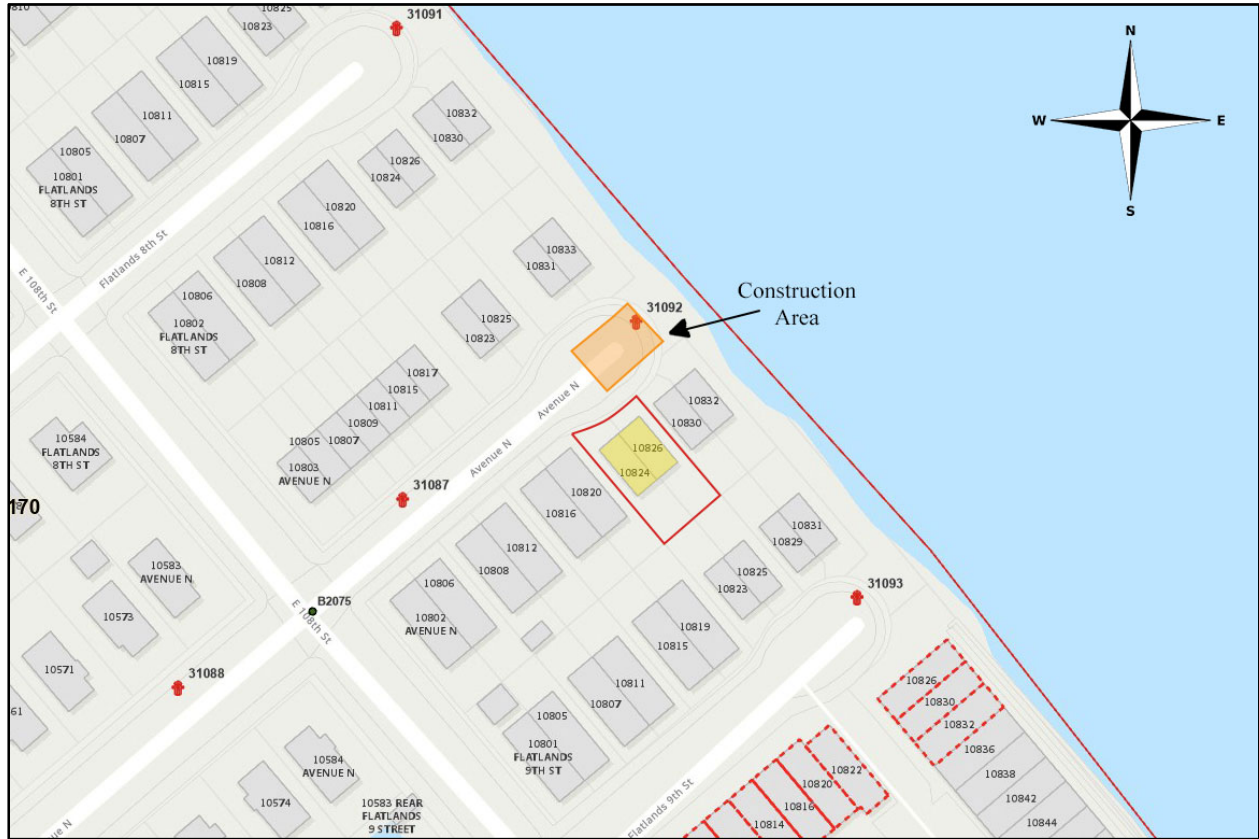 10810
10823
10825
31091
10819
10815
10811
10807
10805
10801
FLATLANDS
8TH ST
10832
10830
10826
10824
10820
10816
10812
10808
10806
10802
FLATLANDS
8TH ST
Flatlands 8th St
E 108th St
10833
10831
10825
10823
31092
Construction
Area
N
W
E
S
10817
10815
10811
10809
10807
10805
10803
AVENUE N
Avenue N
Avenue N
31087
10832
10830
10826
10824
10820
10816
10812
10808
10806
10802
AVENUE N
10584
FLATLANDS
8TH ST
170
10583
AVENUE N
10573
10571
61
31088
B2075
E 108th St
10831
10829
10825
10823
31093
10819
10815
10811
10807
10805
10801
FLATLANDS
9TH ST
10584
AVENUE N
10574
10583 REAR
FLATLANDS
9 STREET
Flatlands 9th St
10826
10830
10832
10836
10838
10842
10844
10822
10820
10816
10814
ue N